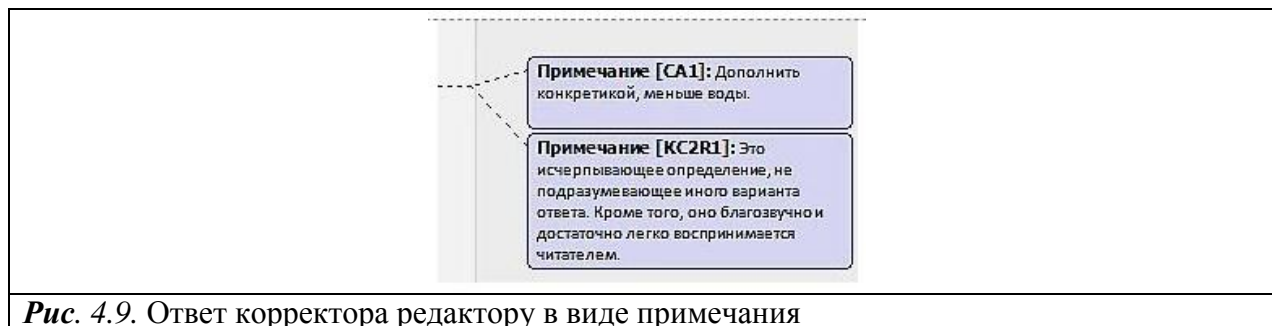 Примечание [CA1]: Дополнить
конкретикой, меньше воды.
Примечание [KC2R1]: Это
исчерпывающее определение, не
подразумевающее иного варианта
ответа. Кроме того, оно благозвучно и
достаточно легко воспринимается
читателем.
Рис. 4.9. Ответ корректора редактору в виде примечания